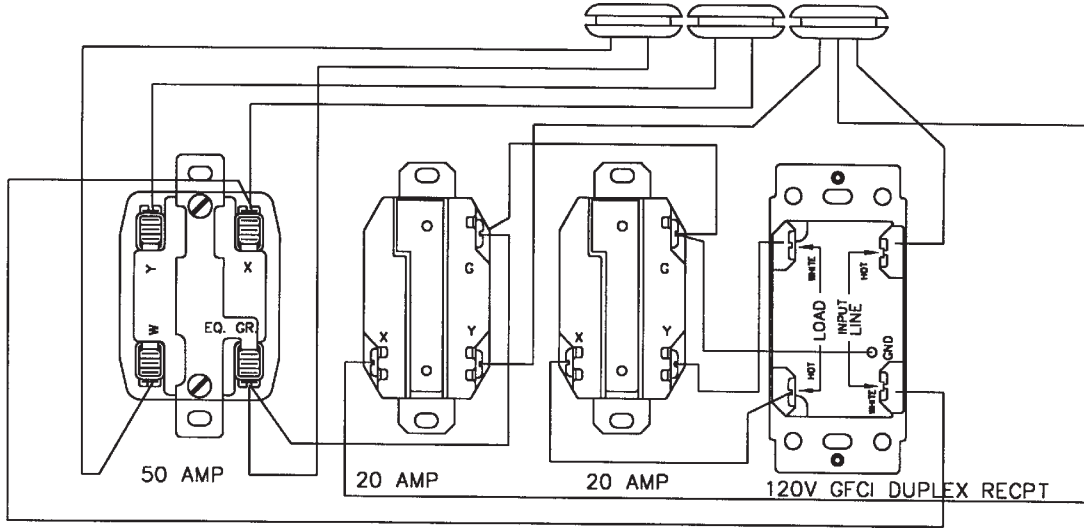 Y
X
W
EQ. GR.
50 AMP
G
X
Y
20 AMP
G
X
Y
20 AMP
WHITE
HOT
LOAD
INPUT
LINE
GND
HOT
WHITE
120V GFCI DUPLEX RECPT